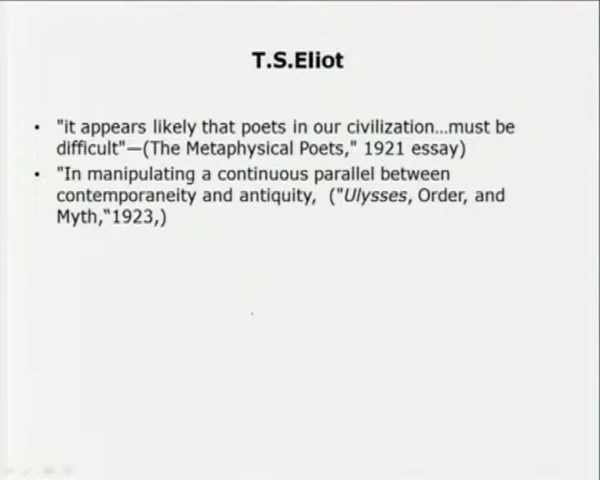 T.S.Eliot
• "it appears likely that poets in our civilization...must be
difficult"—(The Metaphysical Poets," 1921 essay)
• "In manipulating a continuous parallel between
contemporaneity and antiquity,  ("Ulysses, Order, and
Myth,"1923,)